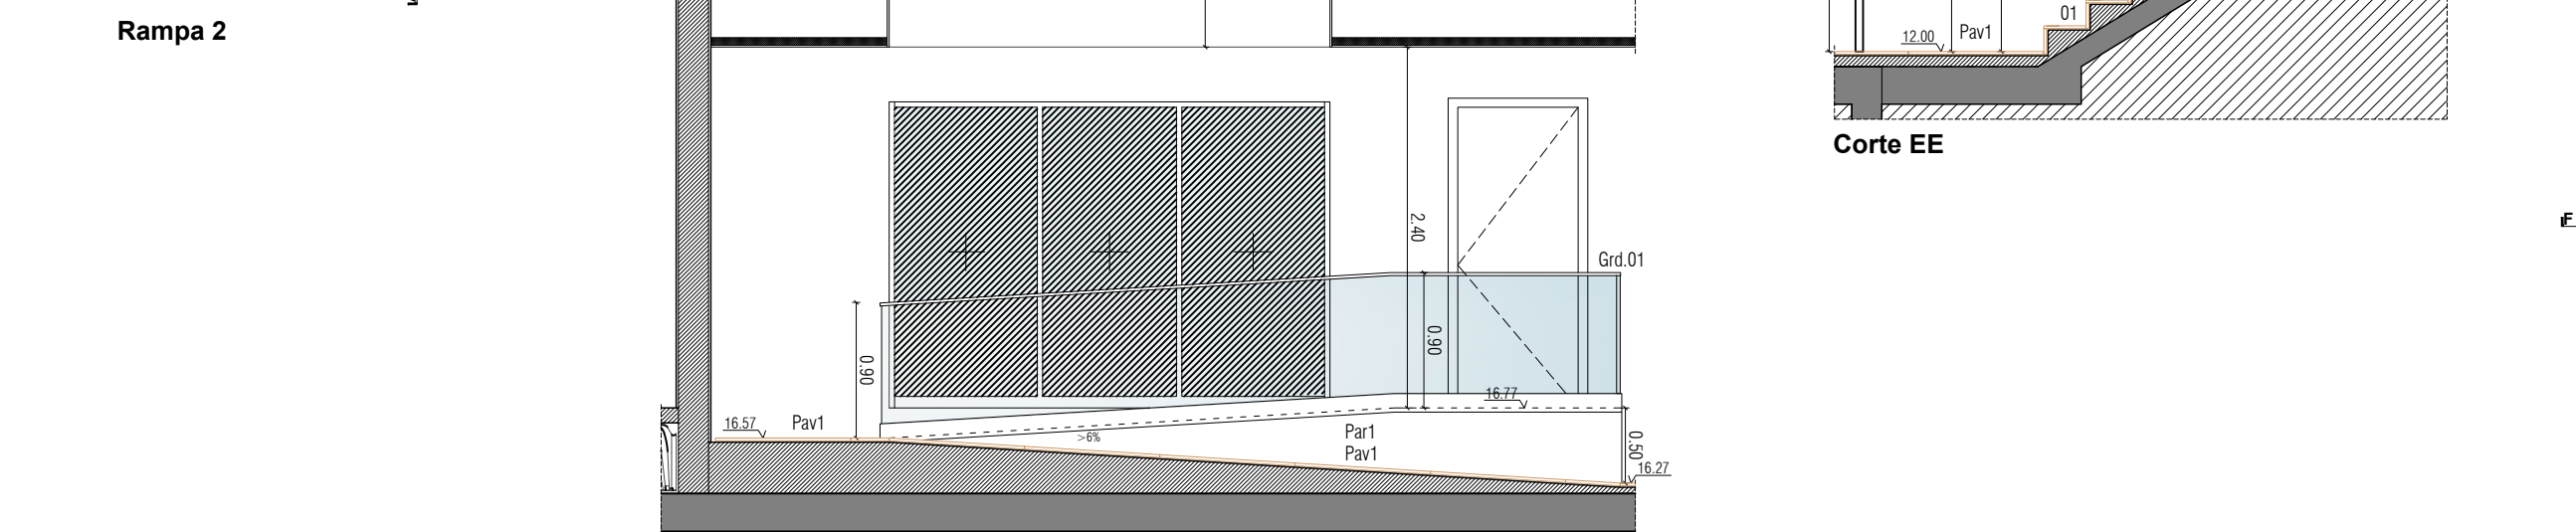 Rampa 2
01
12.00
Pav1
Corte EE
F
2.40
Grd.01
0.90
0.90
16.77
16.57
Pav1
>6%
Par1
Pav1
0.50
16.27